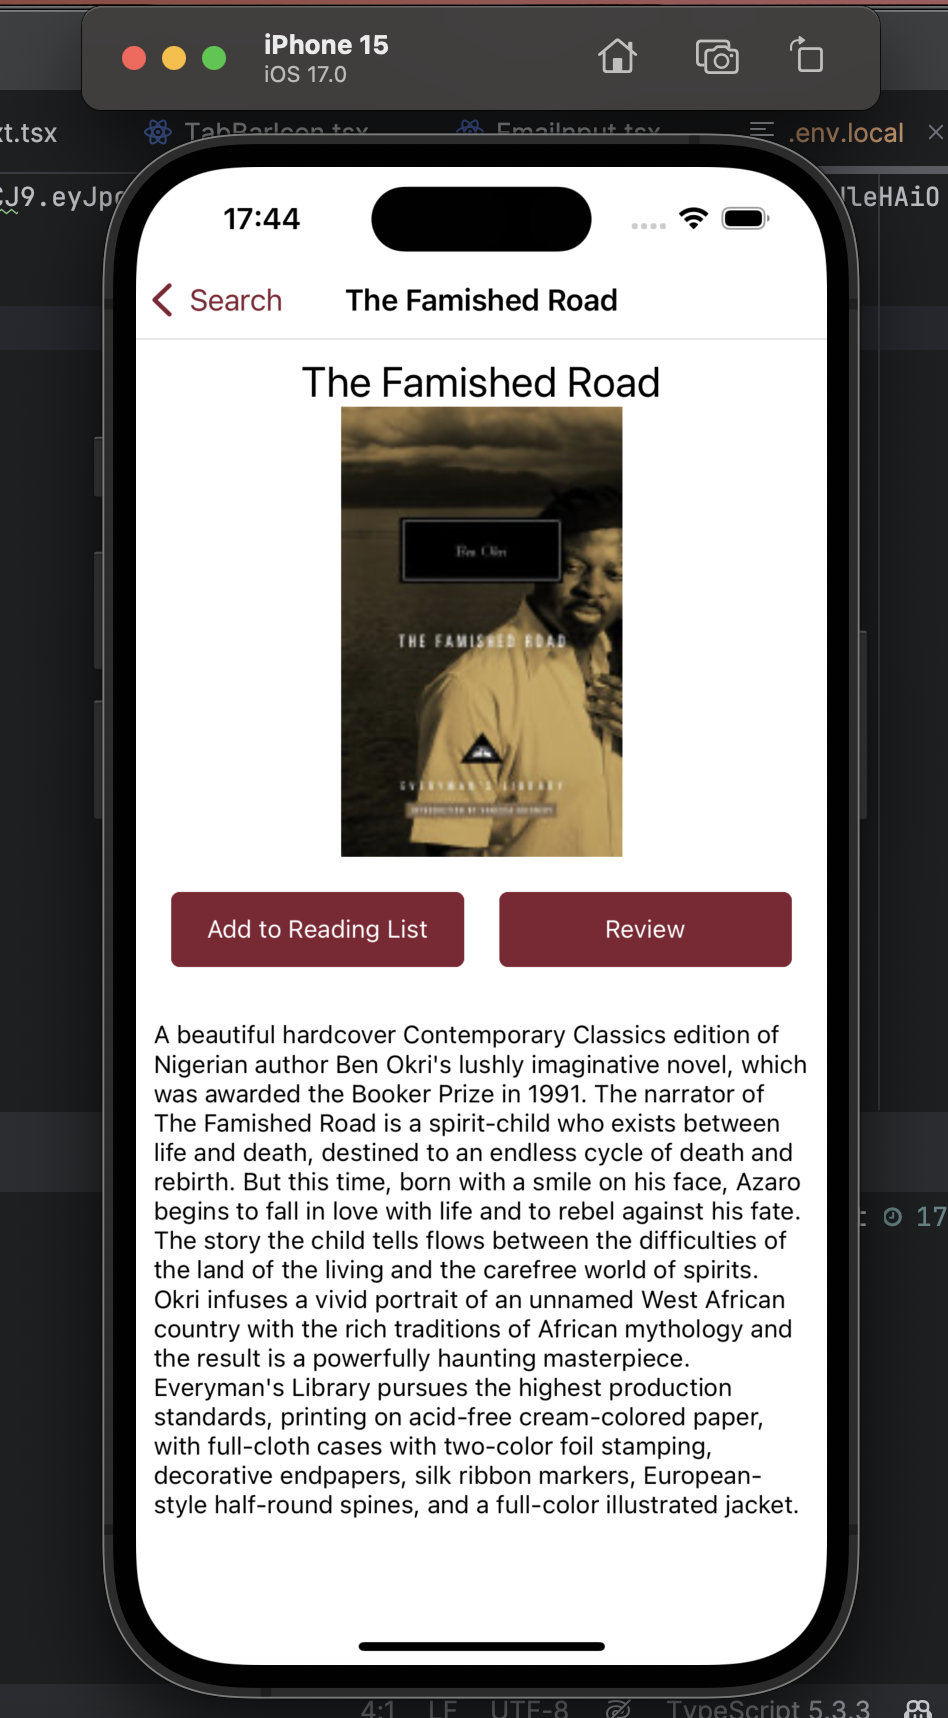 iPhone 15
iOS 17.0
t.tsx
TabBarIcon.tsx
EmailInput.tsx
.env.local
CJ9.eyJpc
leHAiO
17:44
Search
The Famished Road
The Famished Road
Ben Okri
THE FAMISHED ROAD
EVERYMAN'S LIBRARY
Add to Reading List
Review
A beautiful hardcover Contemporary Classics edition of
Nigerian author Ben Okri's lushly imaginative novel, which
was awarded the Booker Prize in 1991. The narrator of
The Famished Road is a spirit-child who exists between
life and death, destined to an endless cycle of death and
rebirth. But this time, born with a smile on his face, Azaro
begins to fall in love with life and to rebel against his fate.
The story the child tells flows between the difficulties of
the land of the living and the carefree world of spirits.
Okri infuses a vivid portrait of an unnamed West African
country with the rich traditions of African mythology and
the result is a powerfully haunting masterpiece.
Everyman's Library pursues the highest production
standards, printing on acid-free cream-colored paper,
with full-cloth cases with two-color foil stamping,
decorative endpapers, silk ribbon markers, European-
style half-round spines, and a full-color illustrated jacket.
17
4:1 LF UTF-8 TypeScript 5.3.3